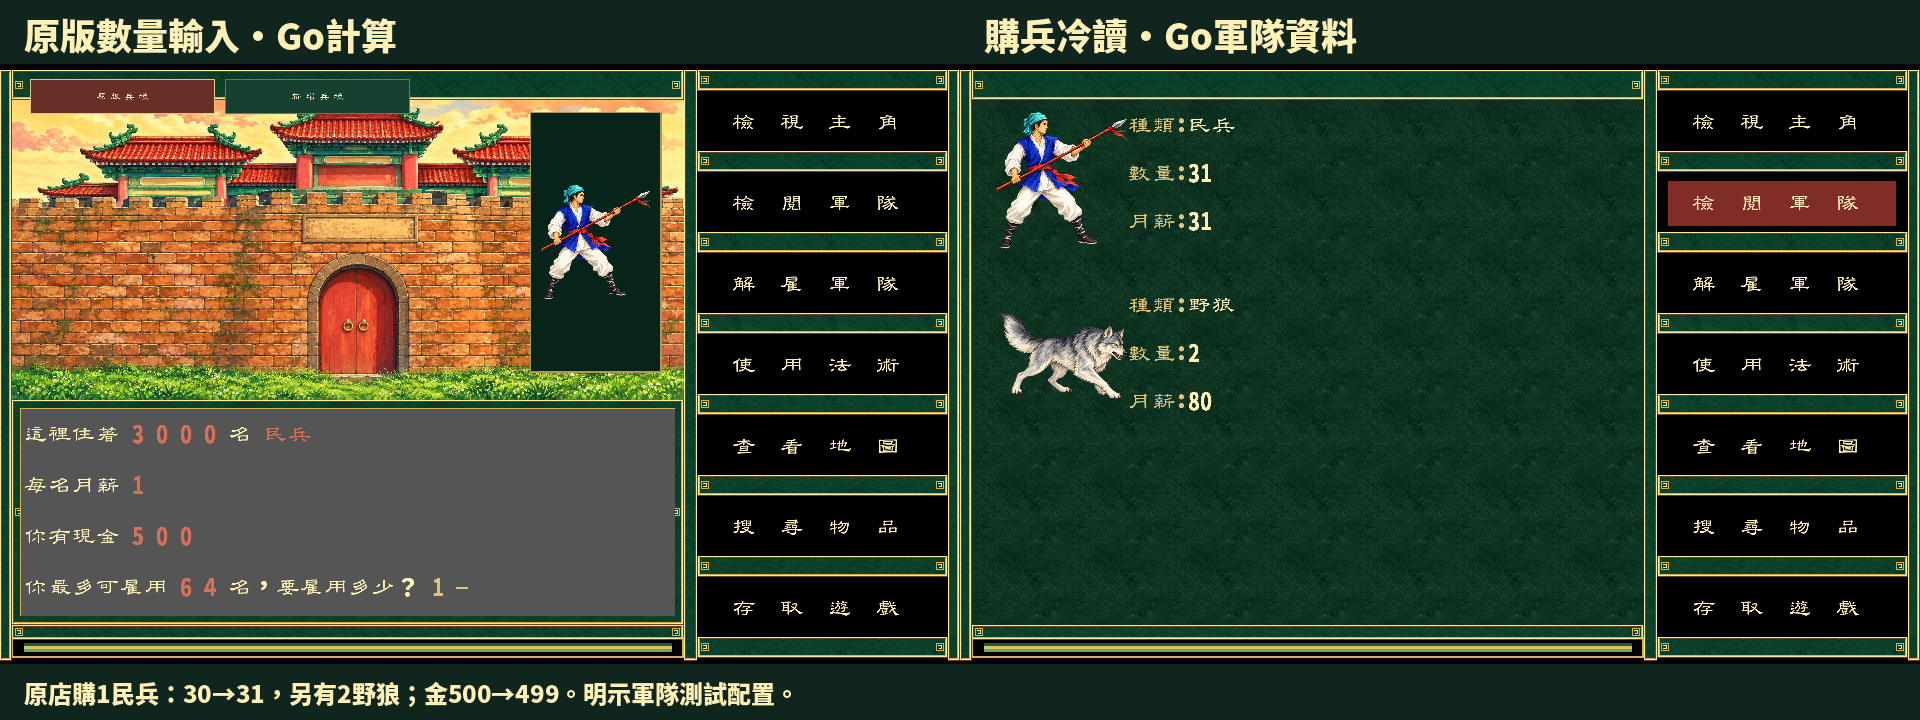 原版數量輸入・Go計算
購兵冷讀・Go軍隊資料
原版兵模
檢視主角
檢閱軍隊
解雇軍隊
使用法術
查看地圖
搜尋物品
存取遊戲
這裡住著 3000 名 民兵
每名月薪 1
你有現金 500
你最多可雇用 64 名，要雇用多少？ 1 –
種類:民兵
數量:31
月薪:31
種類:野狼
數量:2
月薪:80
檢視主角
檢閱軍隊
解雇軍隊
使用法術
查看地圖
搜尋物品
存取遊戲
原店購1民兵：30→31，另有2野狼；金500→499。明示軍隊測試配置。